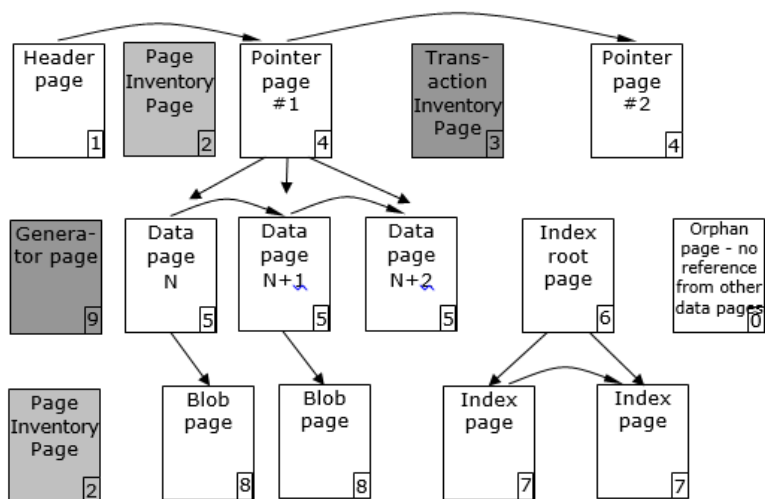 Header
page
1
Page
Inventory
Page
2
Pointer
page
#1
4
Trans-
action
Inventory
Page
3
Pointer
page
#2
4
Genera-
tor page
9
Data
page
N
5
Data
page
N+1
5
Data
page
N+2
5
Index
root
page
6
Orphan
page - no
reference
from other
data pages
0
Page
Inventory
Page
2
Blob
page
8
Blob
page
8
Index
page
7
Index
page
7